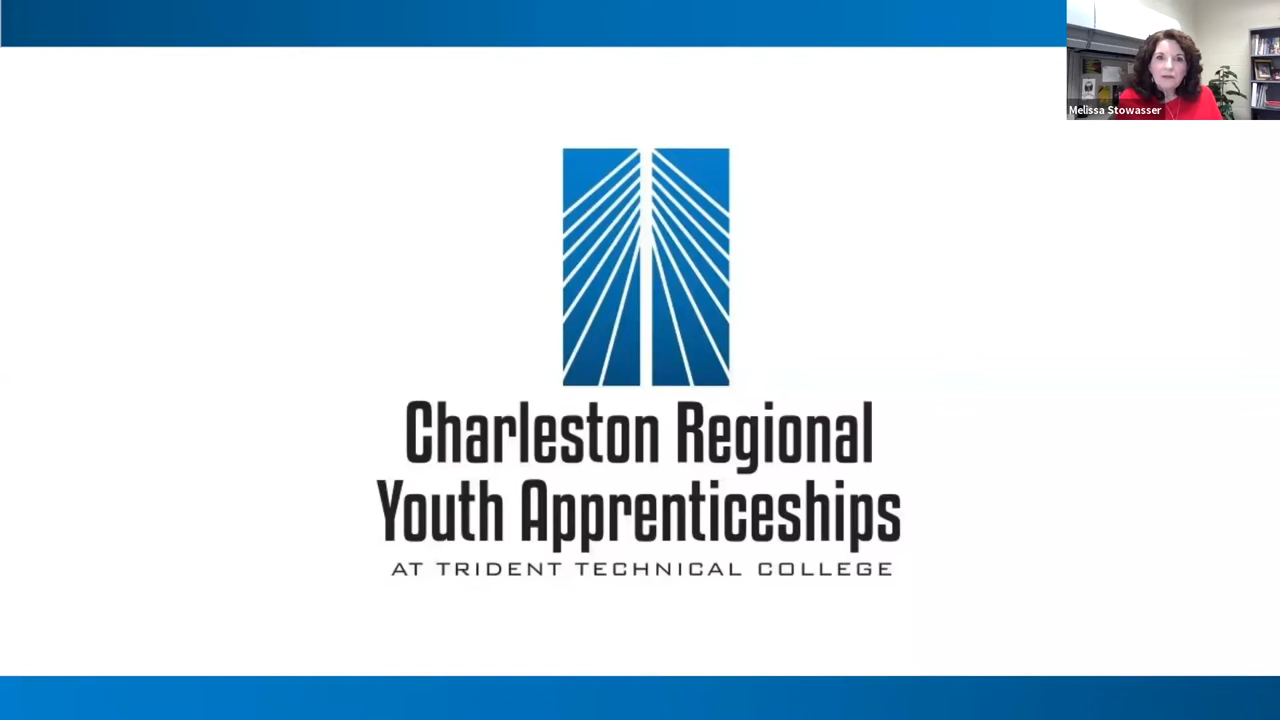 Melissa Stowasser
Charleston Regional
Youth Apprenticeships
AT TRIDENT TECHNICAL COLLEGE